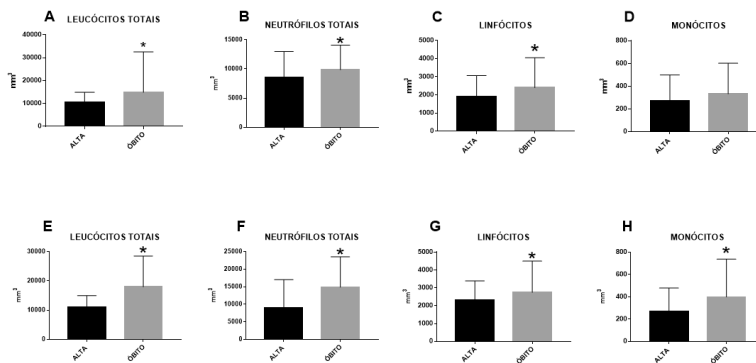 A LEUCÓCITOS TOTAIS
mm³
40000
30000
20000
10000
0
*
ALTA
ÓBITO
B NEUTRÓFILOS TOTAIS
mm³
15000
10000
5000
0
*
ALTA
ÓBITO
C LINFÓCITOS
mm³
5000
4000
3000
2000
1000
0
*
ALTA
ÓBITO
D MONÓCITOS
mm³
800
600
400
200
0
ALTA
ÓBITO
E LEUCÓCITOS TOTAIS
mm³
30000
20000
10000
0
*
ALTA
ÓBITO
F NEUTRÓFILOS TOTAIS
mm³
25000
20000
15000
10000
5000
0
*
ALTA
ÓBITO
G LINFÓCITOS
mm³
5000
4000
3000
2000
1000
0
*
ALTA
ÓBITO
H MONÓCITOS
mm³
800
600
400
200
0
*
ALTA
ÓBITO